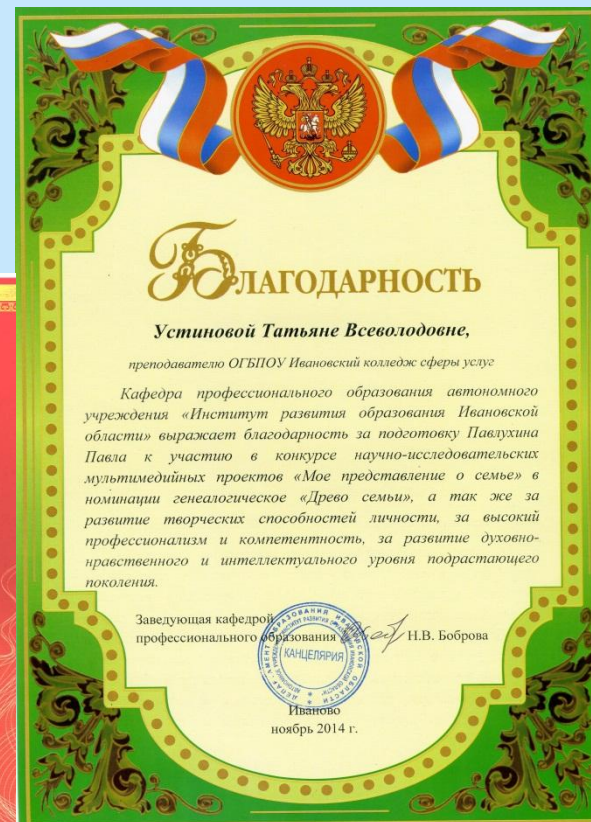 БЛАГОДАРНОСТЬ
Устиновой Татьяне Всеволодовне,
преподавателю ОГБПОУ Ивановский колледж сферы услуг
Кафедра профессионального образования автономного
учреждения «Институт развития образования Ивановской
области» выражает благодарность за подготовку Павлухина
Павла к участию в конкурсе научно-исследовательских
мультимедийных проектов «Мое представление о семье» в
номинации генеалогическое «Древо семьи», а так же за
развитие творческих способностей личности, за высокий
профессионализм и компетентность, за развитие духовно-
нравственного и интеллектуального уровня подрастающего
поколения.
Заведующая кафедрой
профессионального образования Н.В. Боброва
КАНЦЕЛЯРИЯ
Иваново
ноябрь 2014 г.